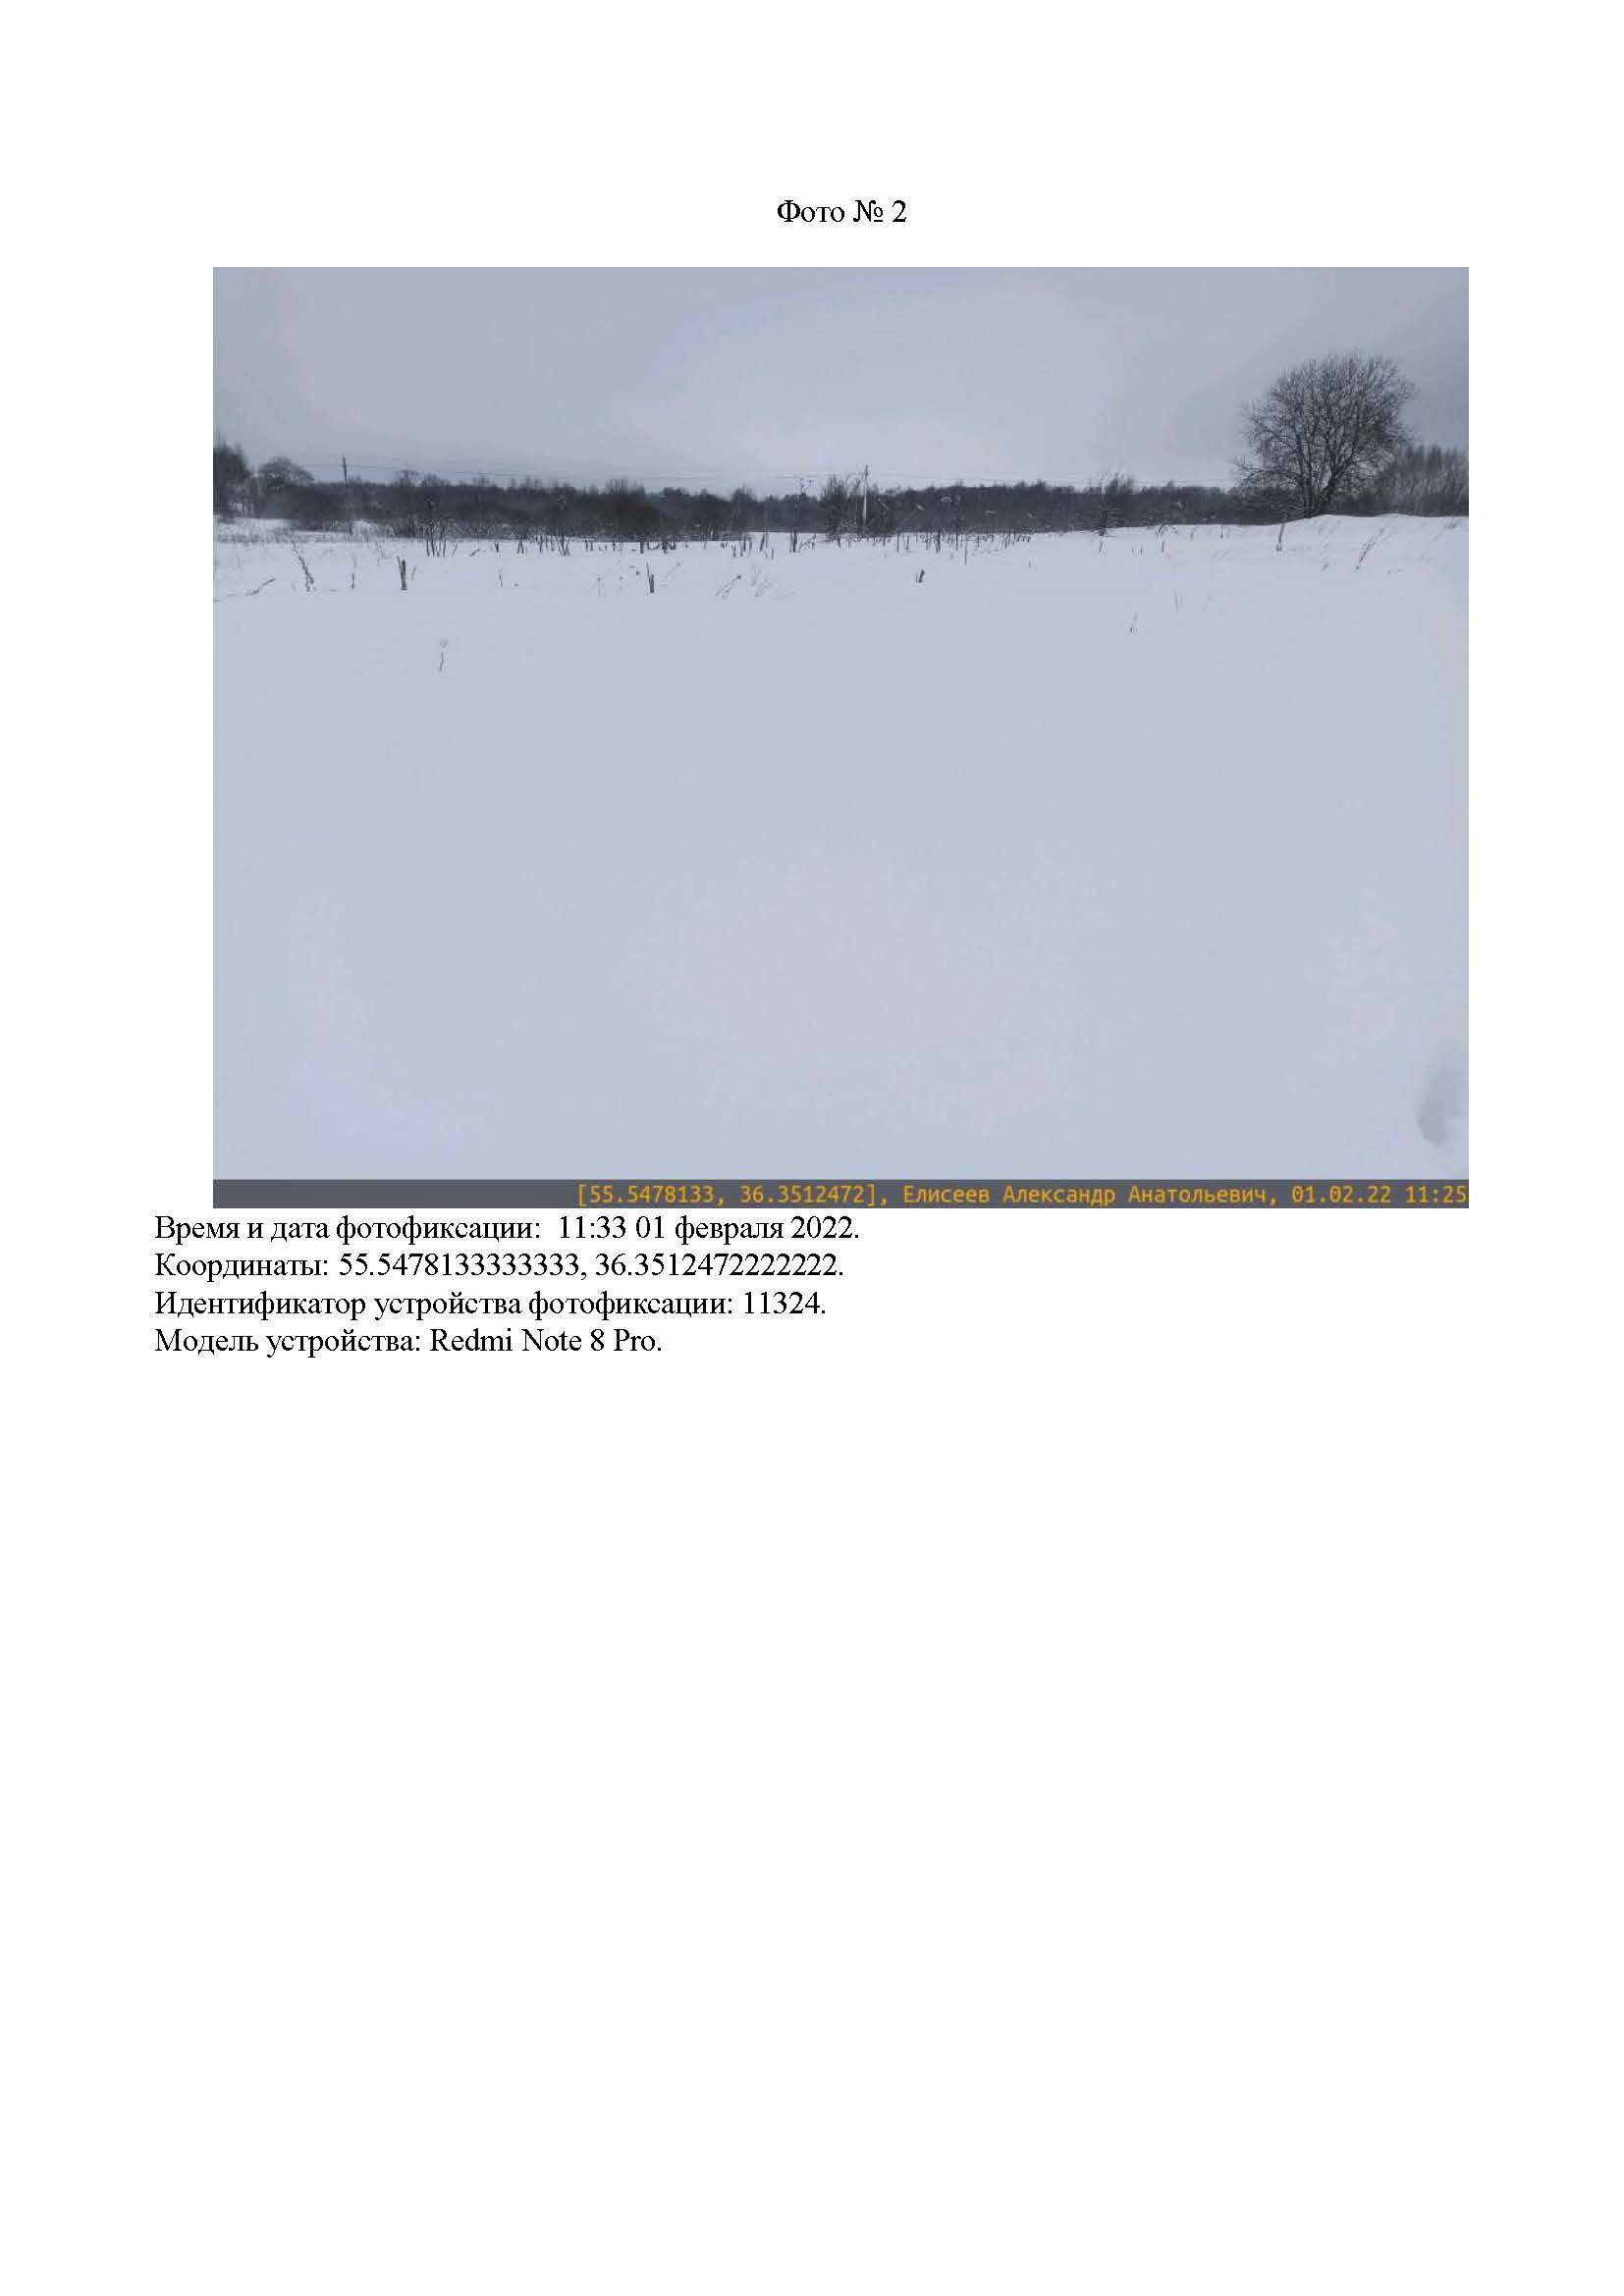 Фото № 2
[55.5478133, 36.3512472], Елисеев Александр Анатольевич, 01.02.22 11:25
Время и дата фотофиксации:  11:33 01 февраля 2022.
Координаты: 55.5478133333333, 36.3512472222222.
Идентификатор устройства фотофиксации: 11324.
Модель устройства: Redmi Note 8 Pro.